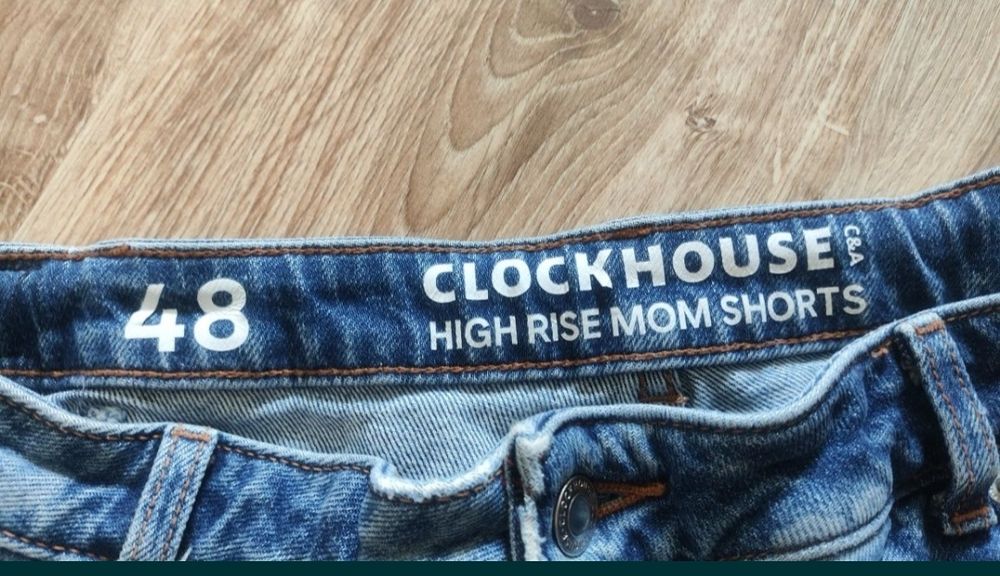 48
CLOCKHOUSE
C&A
HIGH RISE MOM SHORTS